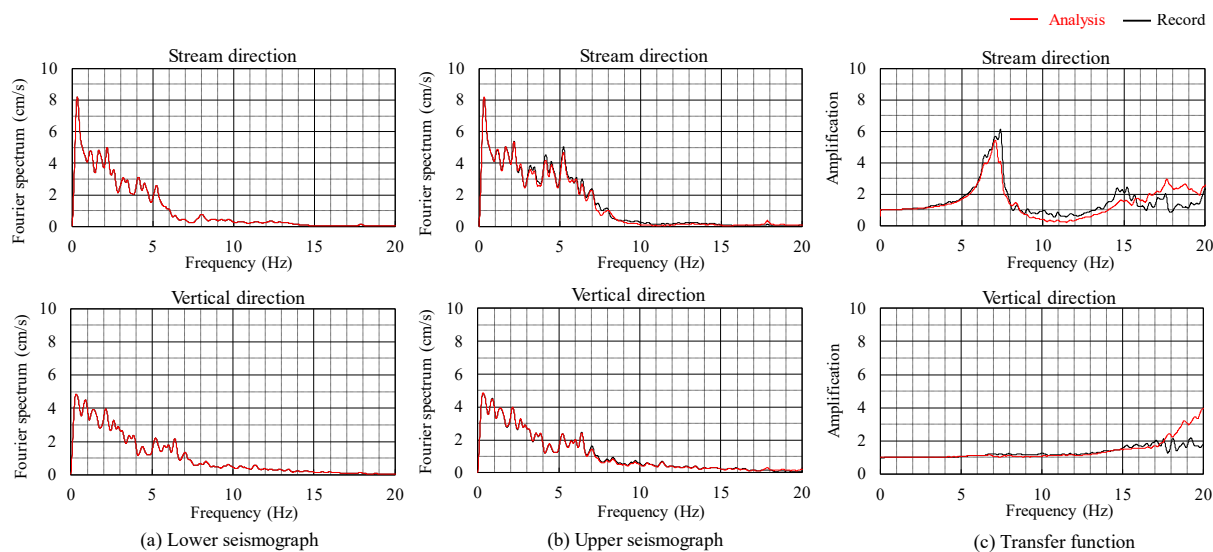 Analysis Record
Stream direction Stream direction Stream direction
Fourier spectrum (cm/s)
10
8
6
4
2
0
0 5 10 15 20
Frequency (Hz)
Fourier spectrum (cm/s)
10
8
6
4
2
0
0 5 10 15 20
Frequency (Hz)
Amplification
10
8
6
4
2
0
0 5 10 15 20
Frequency (Hz)
Vertical direction Vertical direction Vertical direction
Fourier spectrum (cm/s)
10
8
6
4
2
0
0 5 10 15 20
Frequency (Hz)
Fourier spectrum (cm/s)
10
8
6
4
2
0
0 5 10 15 20
Frequency (Hz)
Amplification
10
8
6
4
2
0
0 5 10 15 20
Frequency (Hz)
(a) Lower seismograph (b) Upper seismograph (c) Transfer function